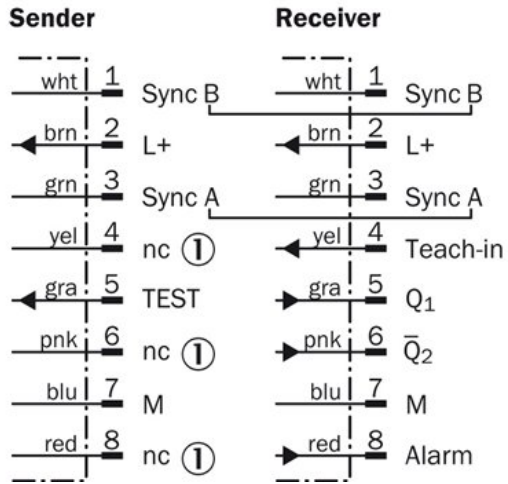 Sender Receiver
wht 1 Sync B wht 1 Sync B
brn 2 L+ brn 2 L+
grn 3 Sync A grn 3 Sync A
yel 4 nc ① yel 4 Teach-in
gra 5 TEST gra 5 Q₁
pnk 6 nc ① pnk 6 Q̅₂
blu 7 M blu 7 M
red 8 nc ① red 8 Alarm